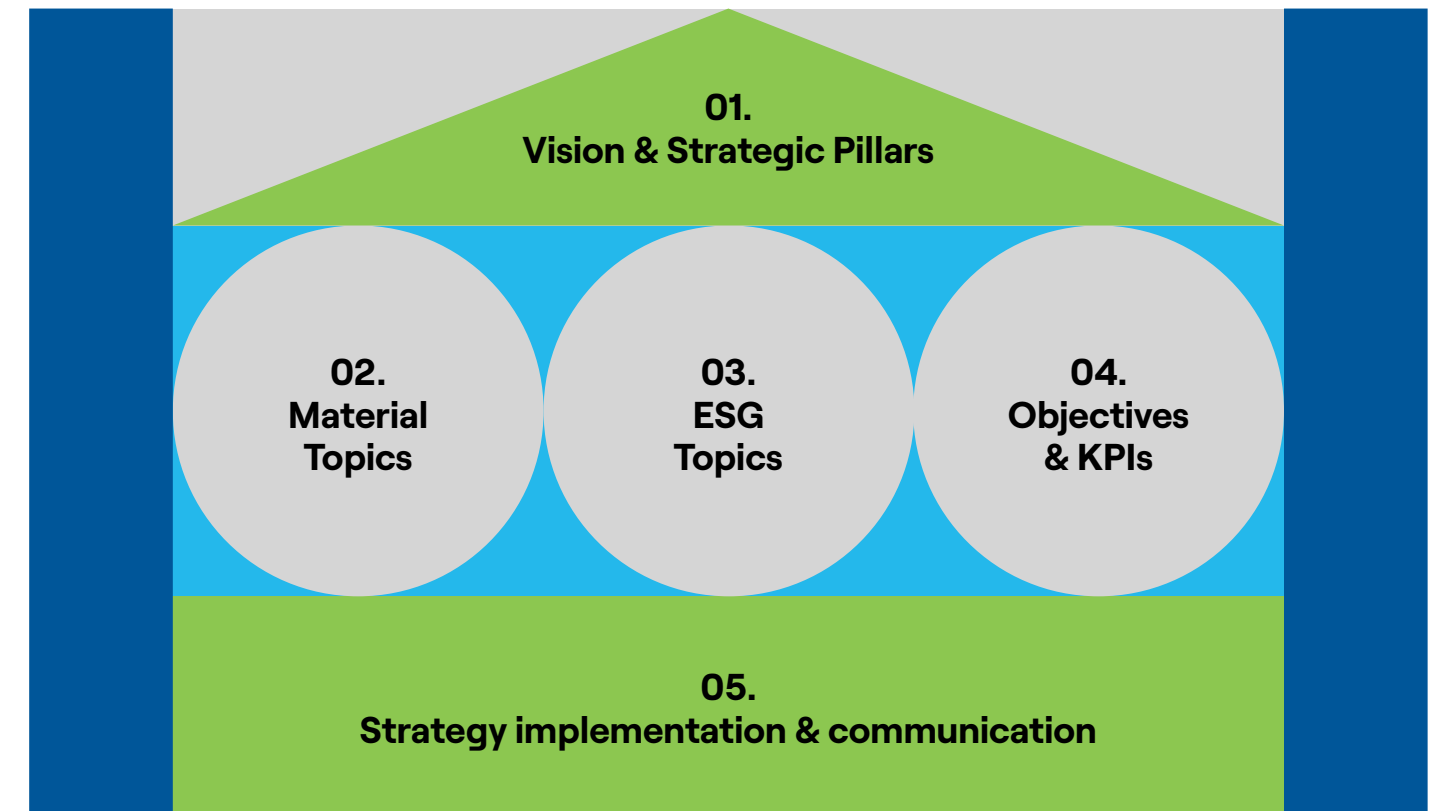 01.
Vision & Strategic Pillars
02.
Material
Topics
03.
ESG
Topics
04.
Objectives
& KPIs
05.
Strategy implementation & communication